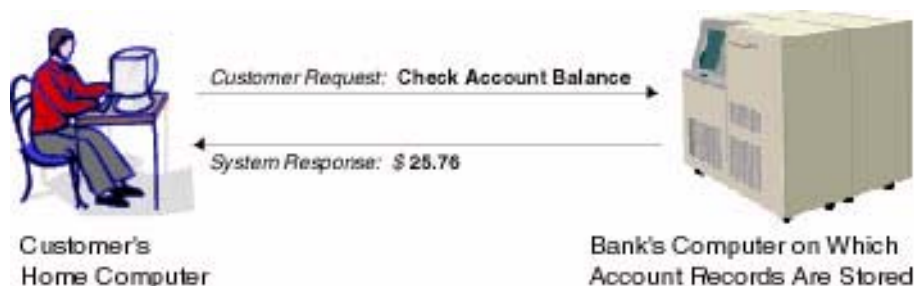 Customer Request: Check Account Balance
System Response: $ 25.76
Customer's
Home Computer
Bank's Computer on Which
Account Records Are Stored